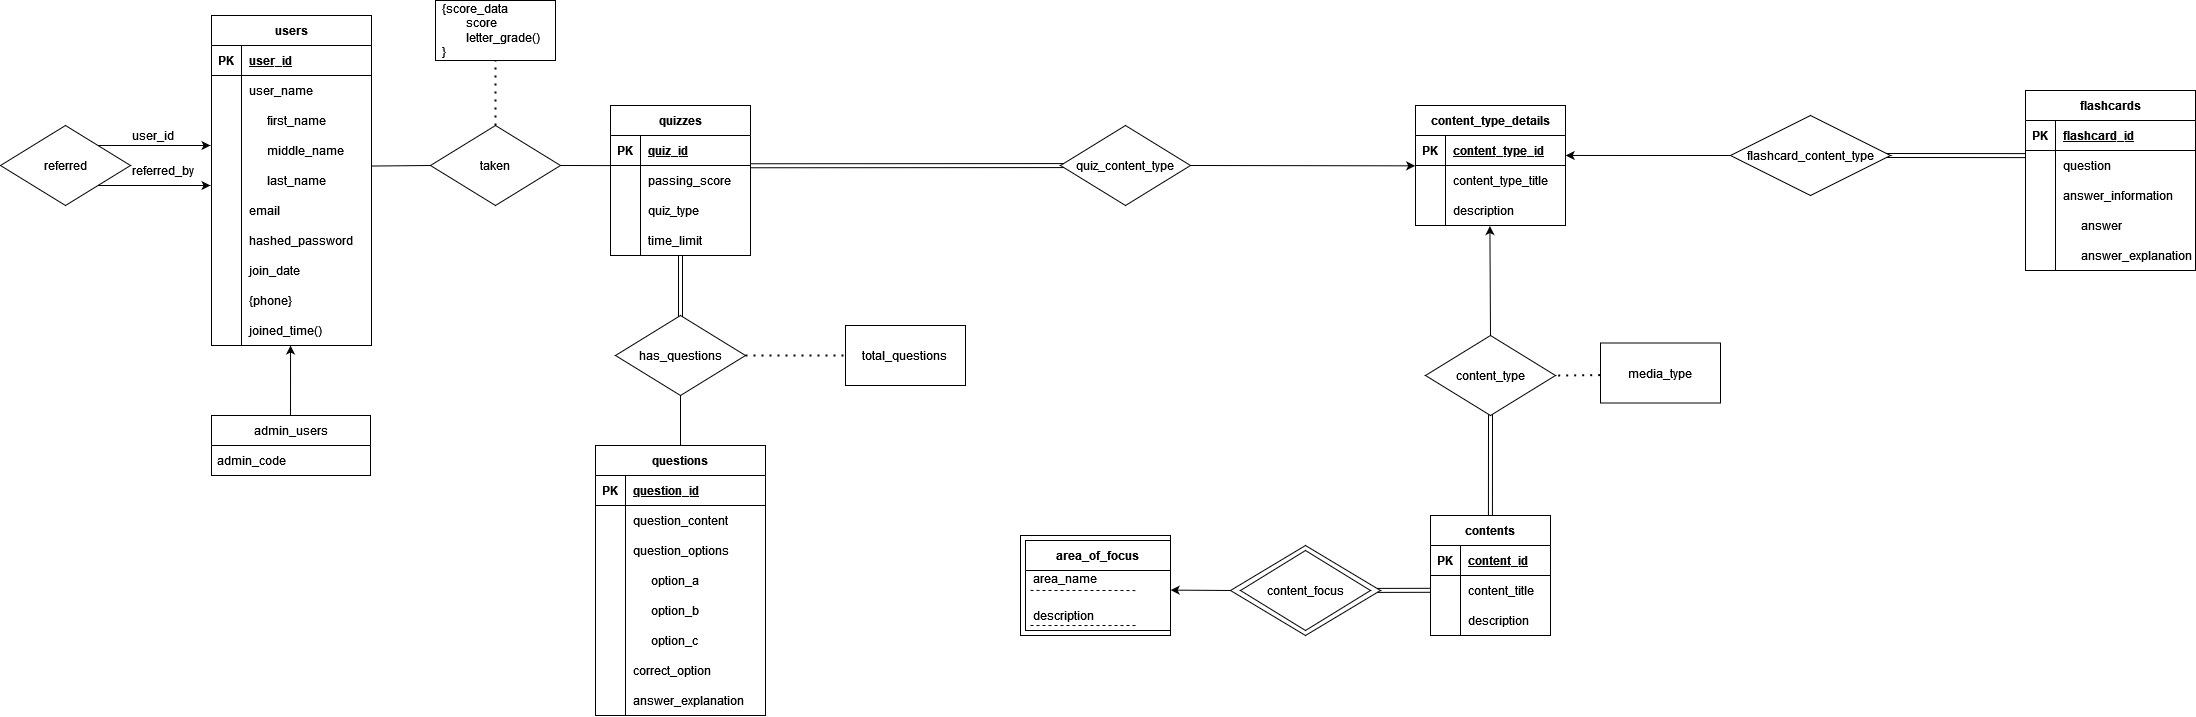 {score_data
score
letter_grade()
}
users
PK user_id
user_name
first_name
middle_name
last_name
email
hashed_password
join_date
{phone}
joined_time()
referred
user_id
referred_by
admin_users
admin_code
taken
quizzes
PK quiz_id
passing_score
quiz_type
time_limit
has_questions
total_questions
questions
PK question_id
question_content
question_options
option_a
option_b
option_c
correct_option
answer_explanation
quiz_content_type
content_type_details
PK content_type_id
content_type_title
description
flashcard_content_type
flashcards
PK flashcard_id
question
answer_information
answer
answer_explanation
content_type
media_type
contents
PK content_id
content_title
description
content_focus
area_of_focus
area_name
description